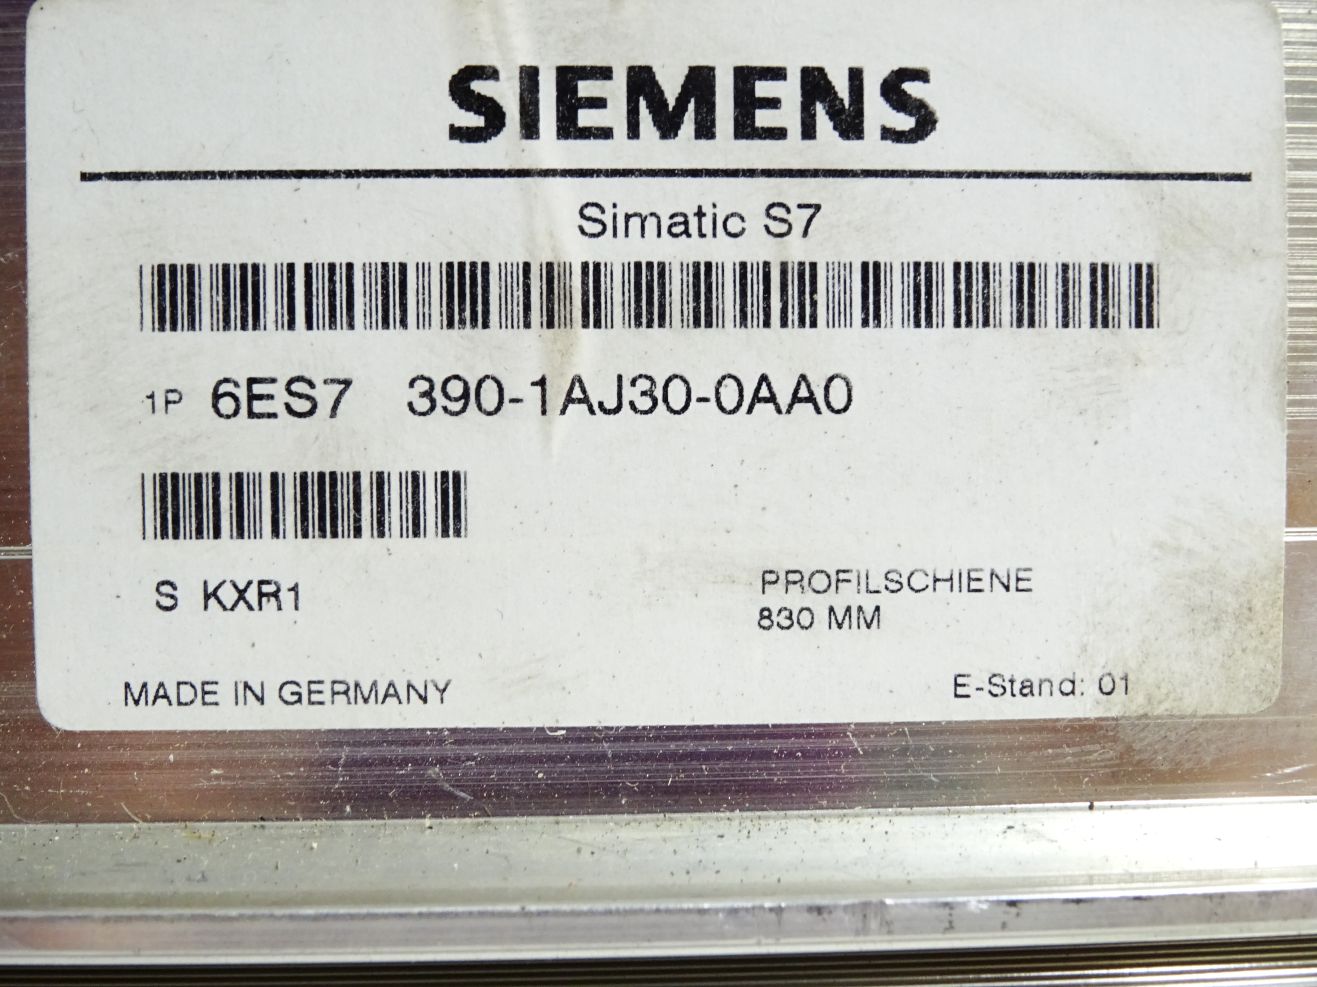 SIEMENS
Simatic S7
1P 6ES7 390-1AJ30-0AA0
S KXR1
PROFILSCHIENE
830 MM
MADE IN GERMANY
E-Stand: 01